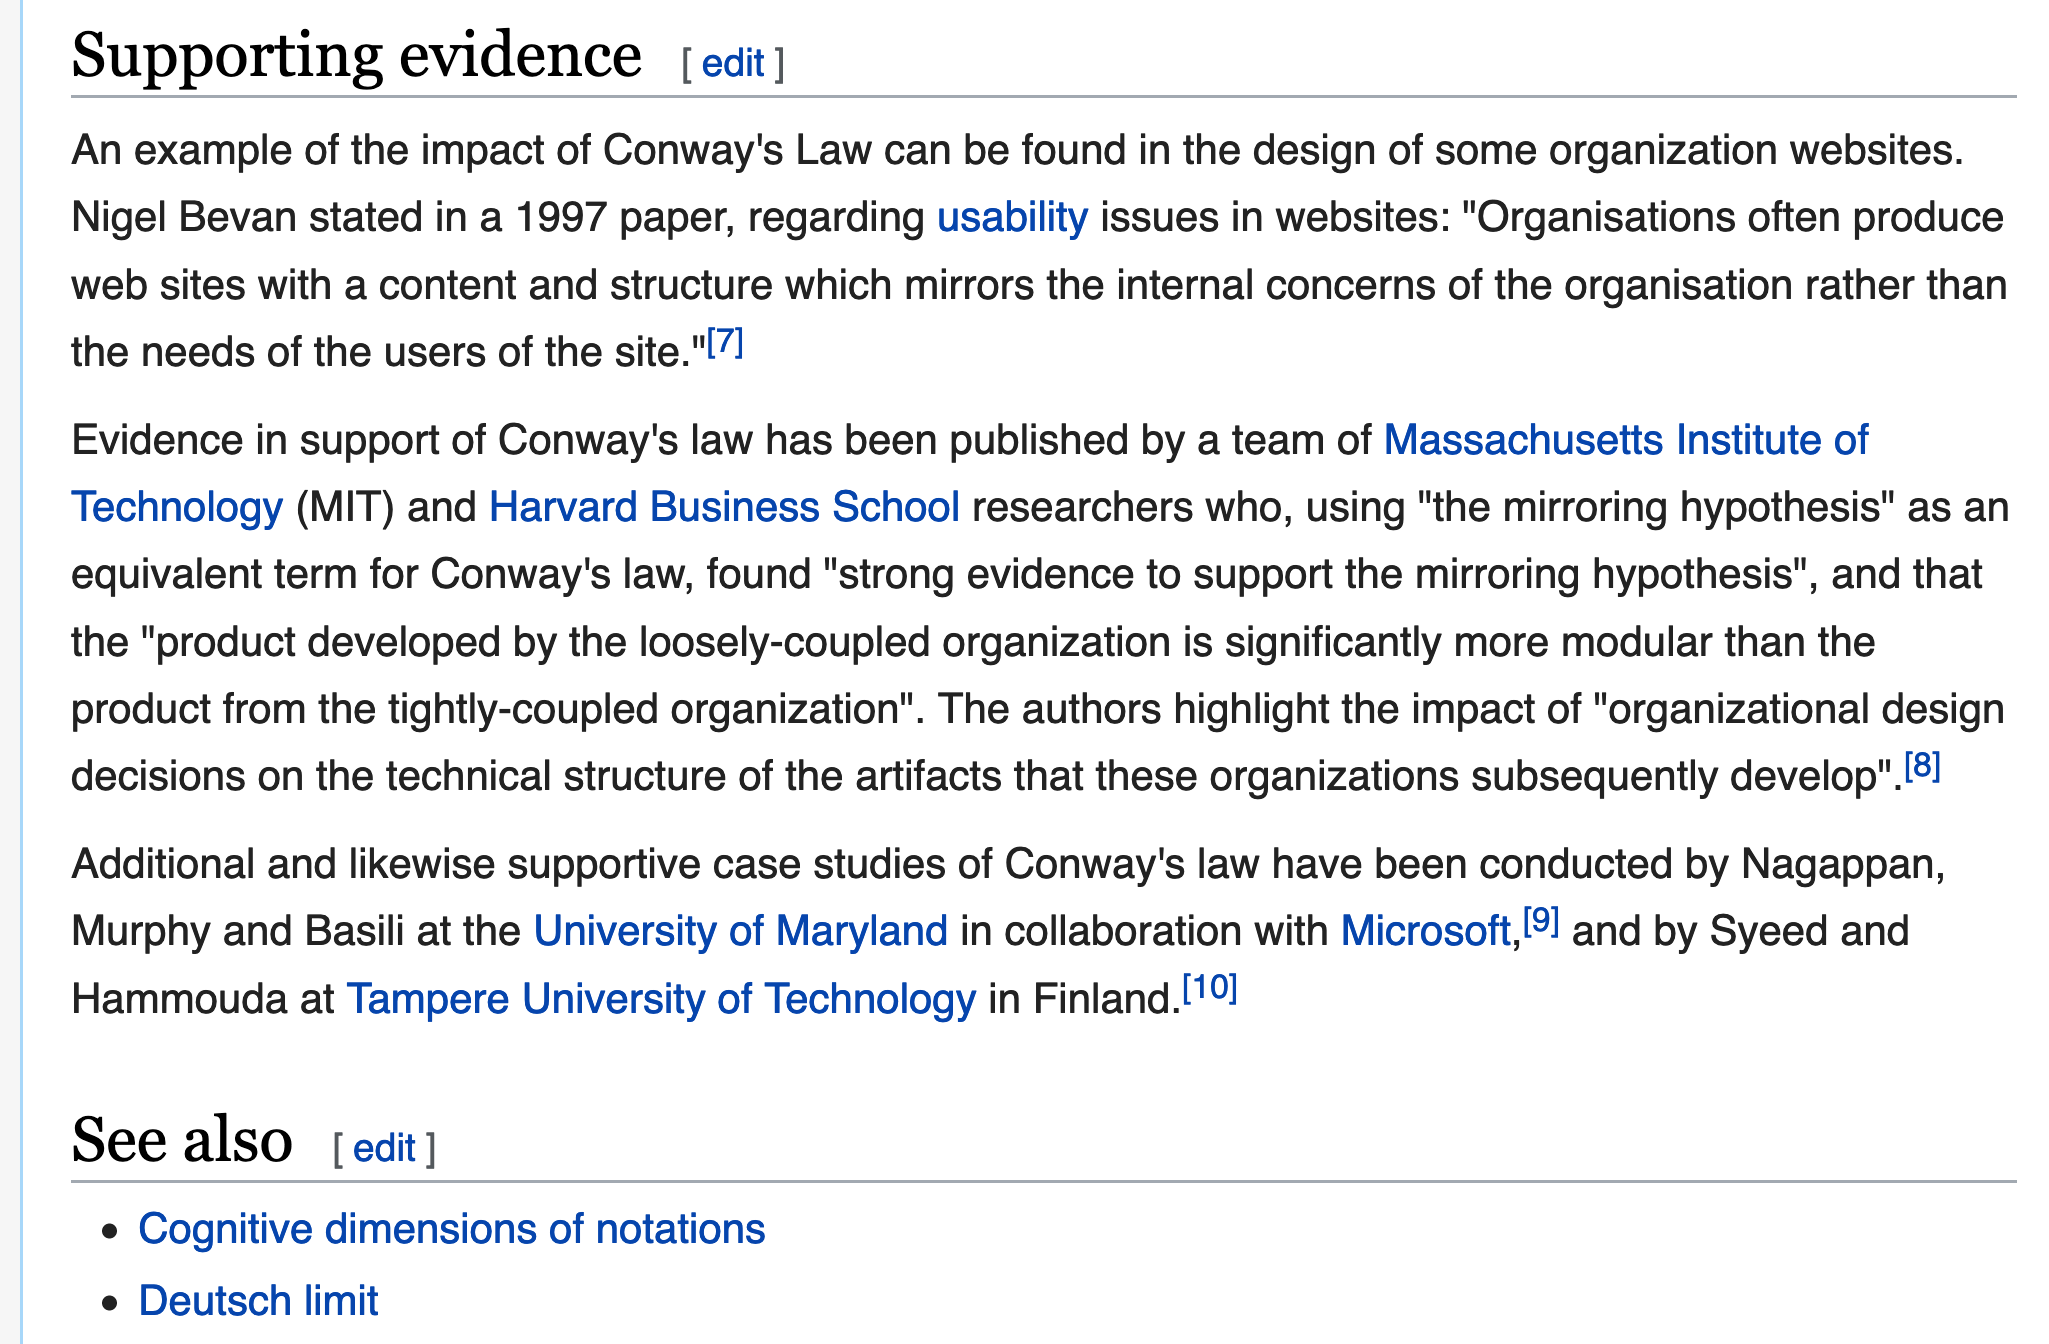 Supporting evidence [ edit ]
An example of the impact of Conway's Law can be found in the design of some organization websites.
Nigel Bevan stated in a 1997 paper, regarding usability issues in websites: "Organisations often produce
web sites with a content and structure which mirrors the internal concerns of the organisation rather than
the needs of the users of the site."[7]
Evidence in support of Conway's law has been published by a team of Massachusetts Institute of
Technology (MIT) and Harvard Business School researchers who, using "the mirroring hypothesis" as an
equivalent term for Conway's law, found "strong evidence to support the mirroring hypothesis", and that
the "product developed by the loosely-coupled organization is significantly more modular than the
product from the tightly-coupled organization". The authors highlight the impact of "organizational design
decisions on the technical structure of the artifacts that these organizations subsequently develop".[8]
Additional and likewise supportive case studies of Conway's law have been conducted by Nagappan,
Murphy and Basili at the University of Maryland in collaboration with Microsoft,[9] and by Syeed and
Hammouda at Tampere University of Technology in Finland.[10]
See also [ edit ]
• Cognitive dimensions of notations
• Deutsch limit